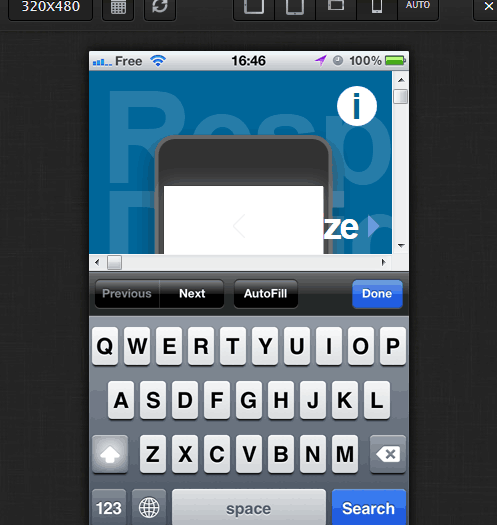 320x480
AUTO
Free 16:46 100%
i
Resp
ze
Previous Next AutoFill Done
Q W E R T Y U I O P
A S D F G H J K L
Z X C V B N M
123 space Search